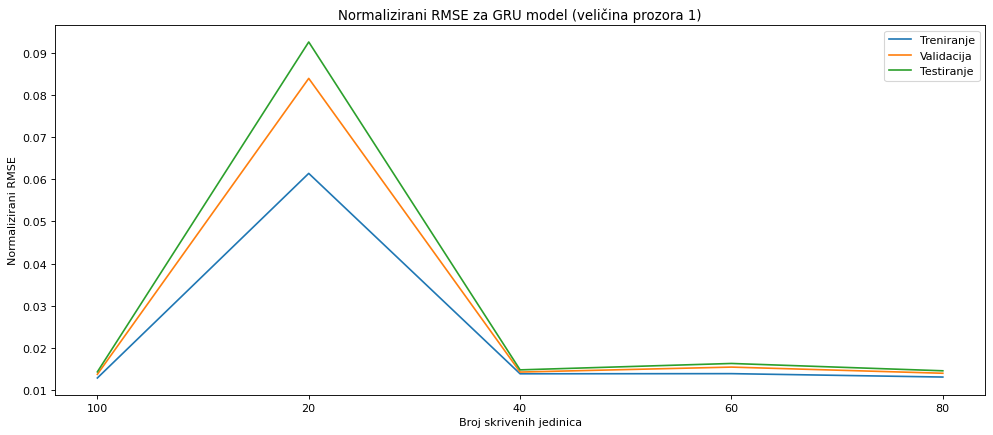 Normalizirani RMSE za GRU model (veličina prozora 1)
Treniranje
Validacija
Testiranje
Normalizirani RMSE
0.09
0.08
0.07
0.06
0.05
0.04
0.03
0.02
0.01
100 20 40 60 80
Broj skrivenih jedinica